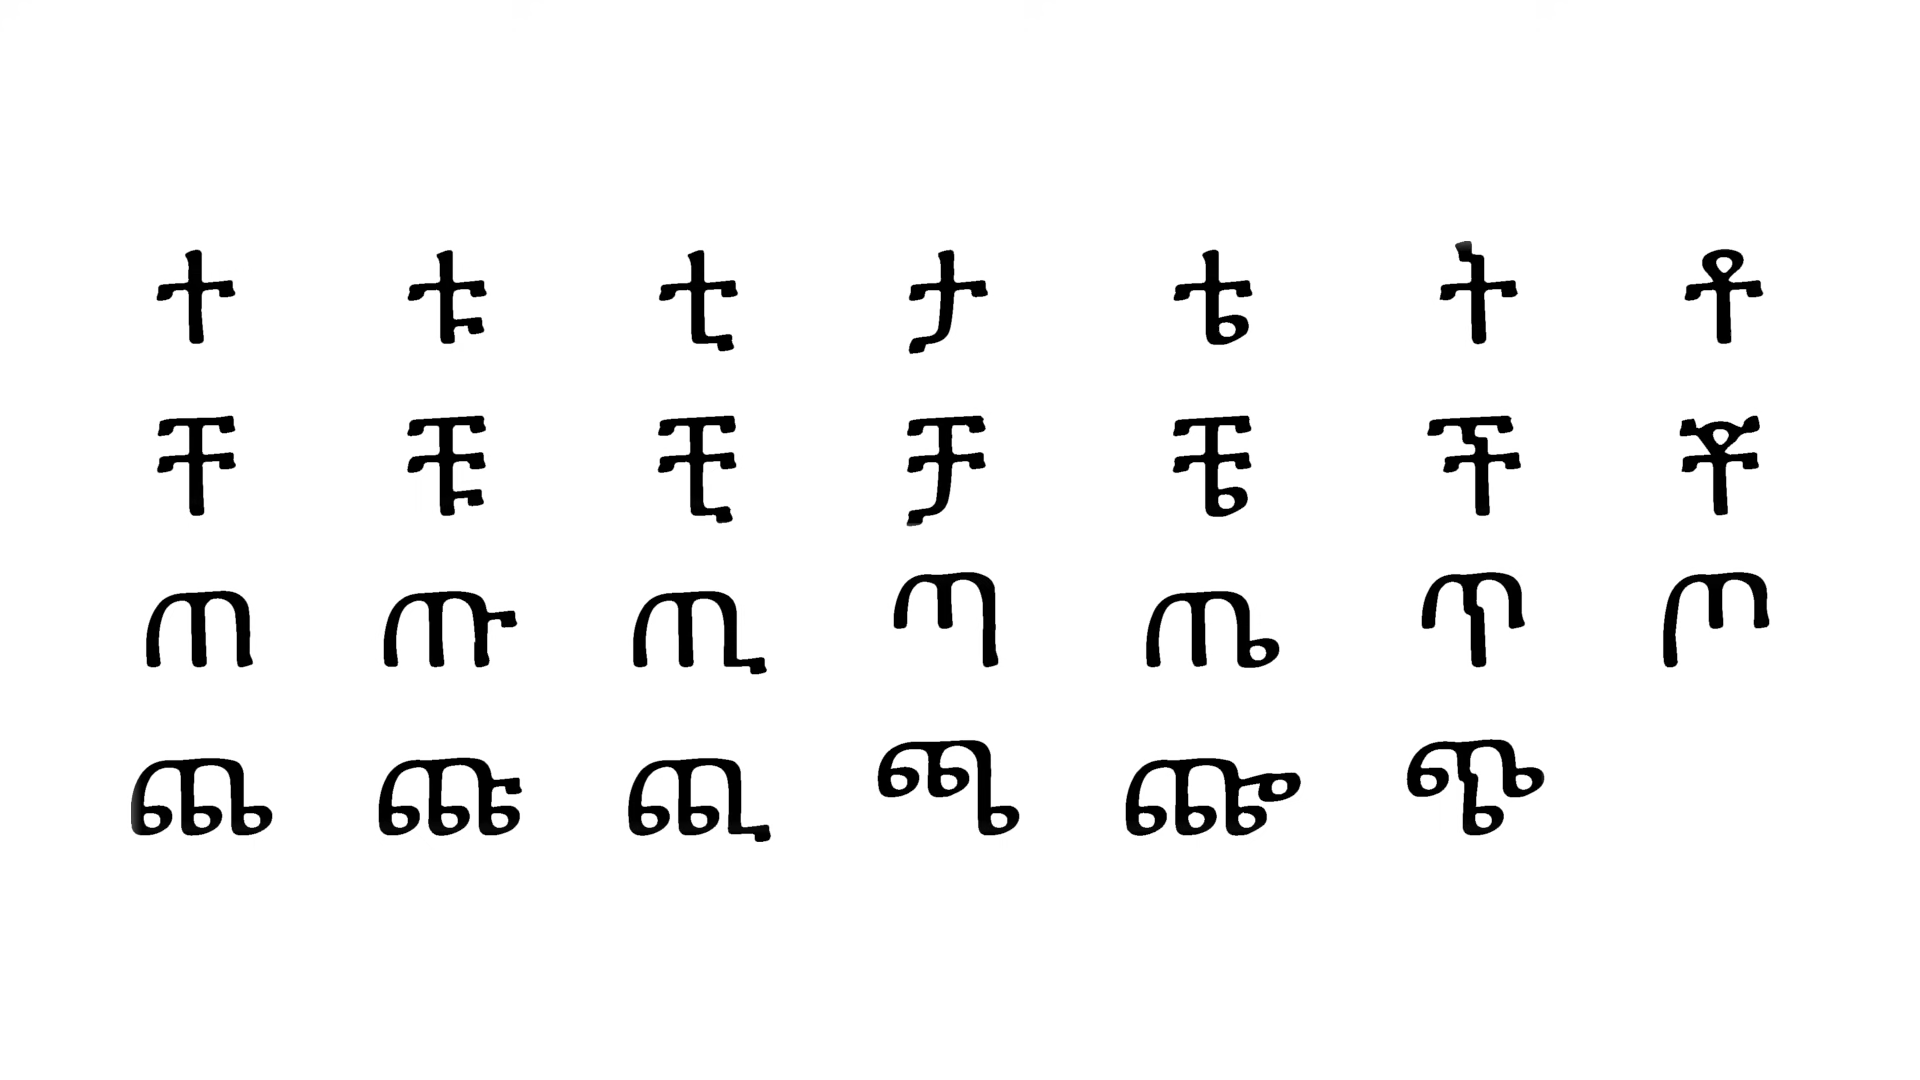 ተ ቱ ቲ ታ ቴ ት ቶ
ቸ ቹ ቺ ቻ ቼ ች ቾ
ጠ ጡ ጢ ጣ ጤ ጥ ጦ
ጨ ጩ ጪ ጫ ጬ ጭ